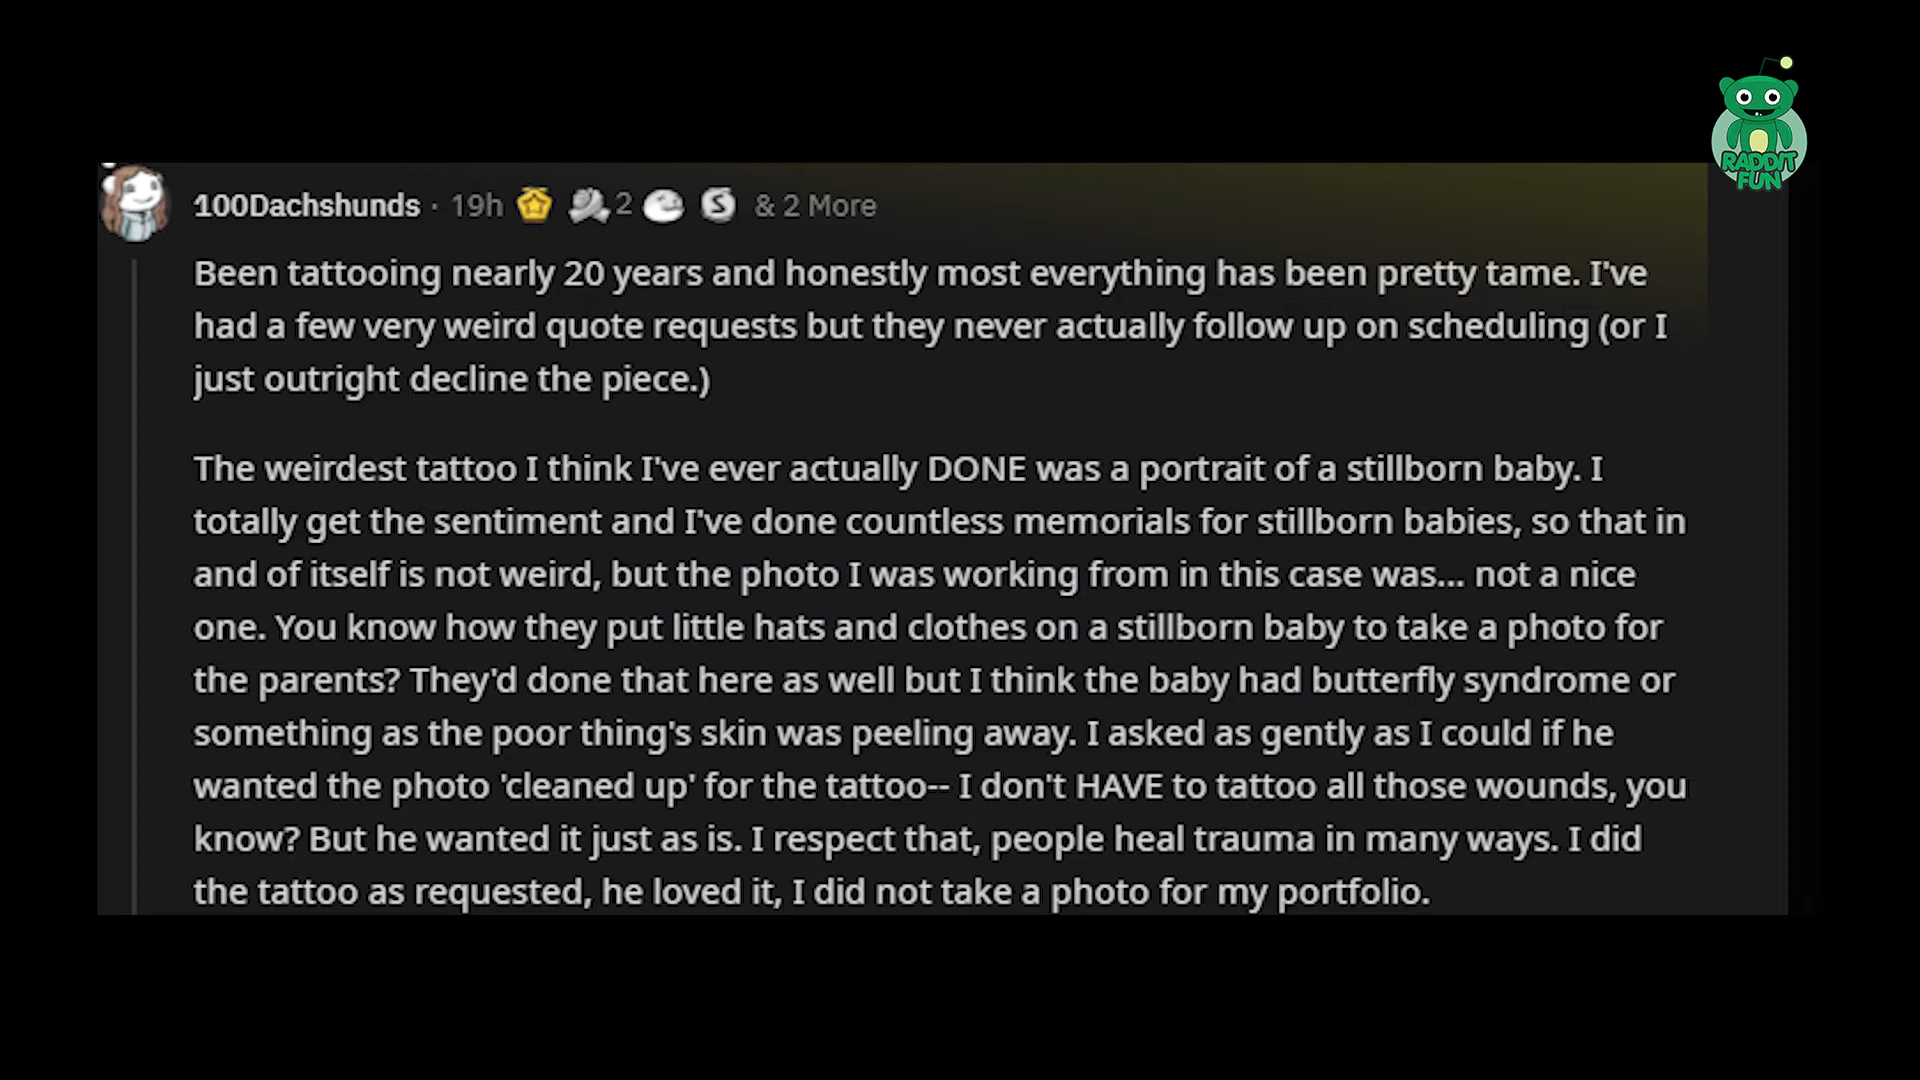 RADDIT
FUN
100Dachshunds · 19h 2 S & 2 More
Been tattooing nearly 20 years and honestly most everything has been pretty tame. I've
had a few very weird quote requests but they never actually follow up on scheduling (or I
just outright decline the piece.)
The weirdest tattoo I think I've ever actually DONE was a portrait of a stillborn baby. I
totally get the sentiment and I've done countless memorials for stillborn babies, so that in
and of itself is not weird, but the photo I was working from in this case was... not a nice
one. You know how they put little hats and clothes on a stillborn baby to take a photo for
the parents? They'd done that here as well but I think the baby had butterfly syndrome or
something as the poor thing's skin was peeling away. I asked as gently as I could if he
wanted the photo 'cleaned up' for the tattoo-- I don't HAVE to tattoo all those wounds, you
know? But he wanted it just as is. I respect that, people heal trauma in many ways. I did
the tattoo as requested, he loved it, I did not take a photo for my portfolio.